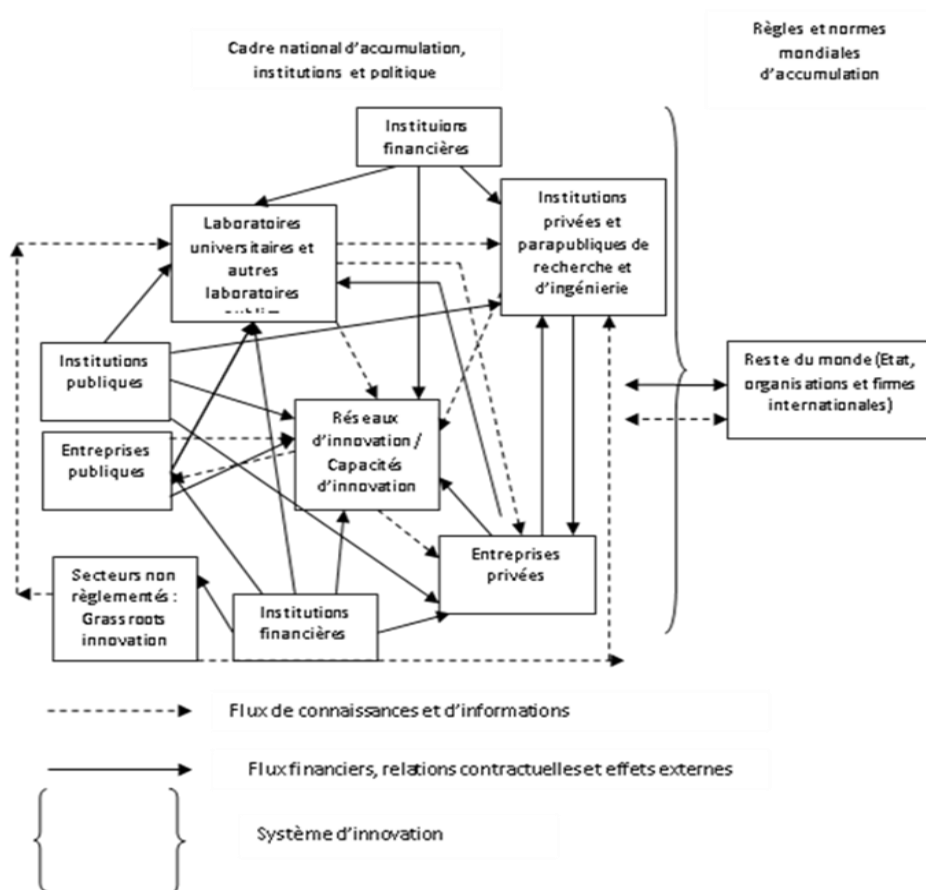 Cadre national d'accumulation,
institutions et politique
Règles et normes
mondiales
d'accumulation
Instituions
financières
Laboratoires
universitaires et
autres
laboratoires
Institutions
privées et
parapubliques de
recherche et
d'ingénierie
Institutions
publiques
Reste du monde (Etat,
organisations et firmes
internationales)
Réseaux
d'innovation /
Capacités
d'innovation
Entreprises
publiques
Entreprises
privées
Secteurs non
règlementés :
Grassroots
innovation
Institutions
financières
Flux de connaissances et d'informations
Flux financiers, relations contractuelles et effets externes
Système d'innovation